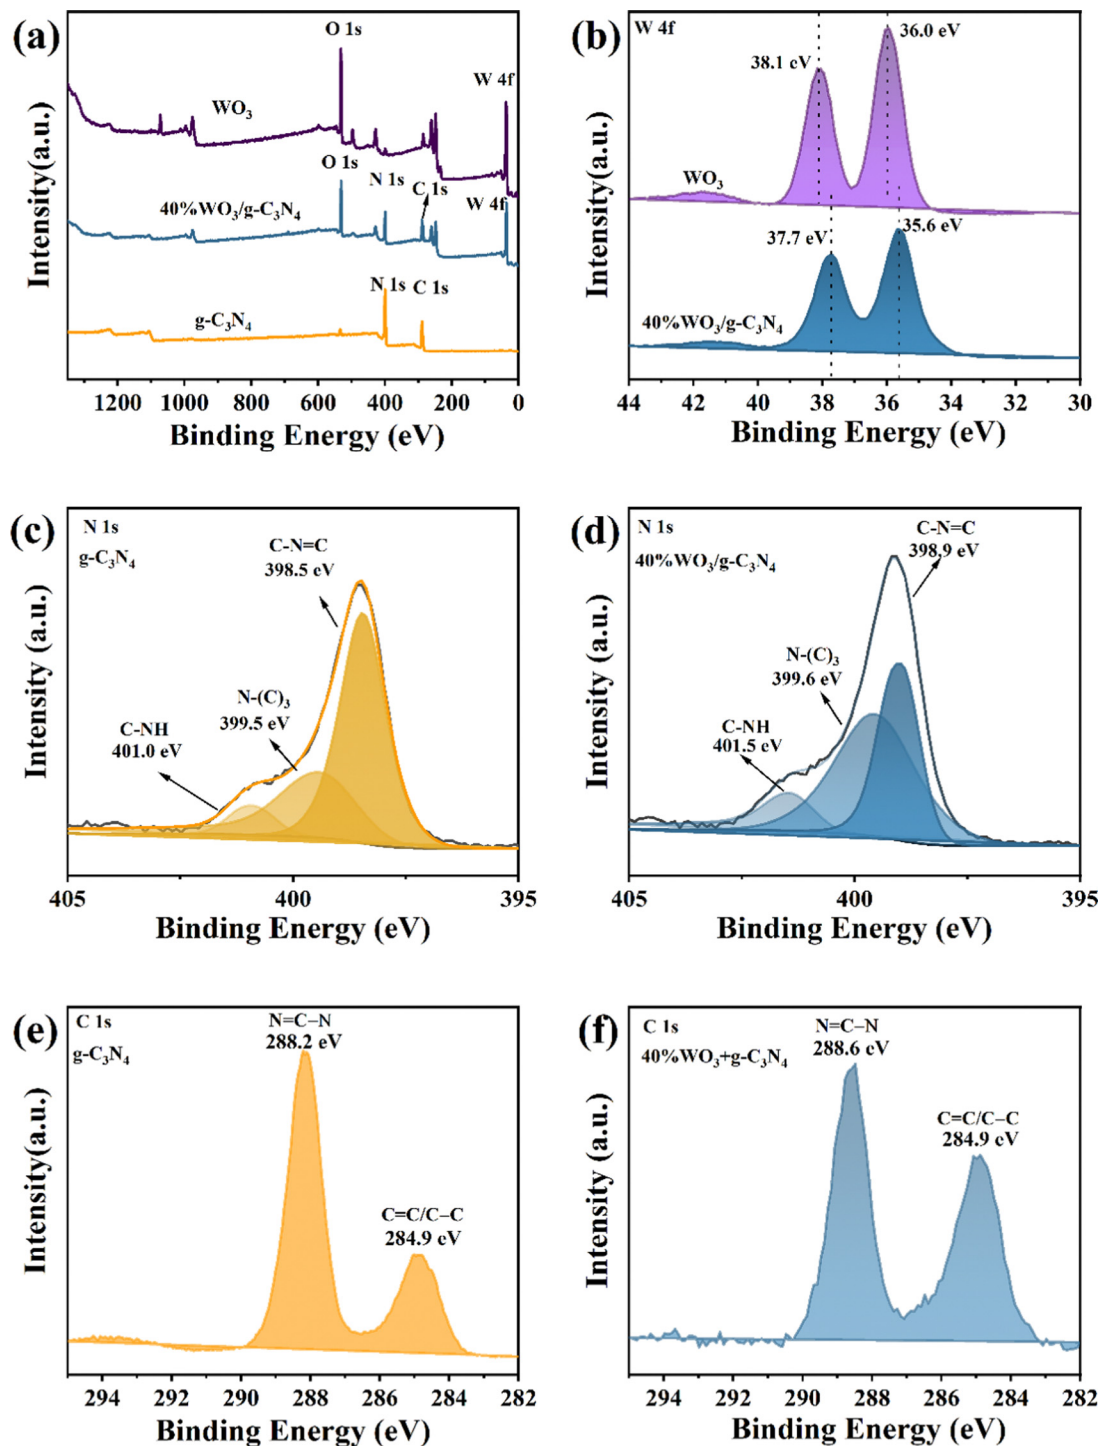 (a)
O 1s
W 4f
WO₃
O 1s
N 1s
C 1s
W 4f
40%WO₃/g-C₃N₄
N 1s
C 1s
g-C₃N₄
Intensity(a.u.)
1200 1000 800 600 400 200 0
Binding Energy (eV)
(b)
W 4f
36.0 eV
38.1 eV
WO₃
37.7 eV
35.6 eV
40%WO₃/g-C₃N₄
Intensity(a.u.)
44 42 40 38 36 34 32 30
Binding Energy (eV)
(c)
N 1s
g-C₃N₄
C-N=C
398.5 eV
N-(C)₃
399.5 eV
C-NH
401.0 eV
Intensity (a.u.)
405 400 395
Binding Energy (eV)
(d)
N 1s
40%WO₃/g-C₃N₄
C-N=C
398.9 eV
N-(C)₃
399.6 eV
C-NH
401.5 eV
Intensity (a.u.)
405 400 395
Binding Energy (eV)
(e)
C 1s
g-C₃N₄
N=C–N
288.2 eV
C=C/C–C
284.9 eV
Intensity(a.u.)
294 292 290 288 286 284 282
Binding Energy (eV)
(f)
C 1s
40%WO₃+g-C₃N₄
N=C–N
288.6 eV
C=C/C–C
284.9 eV
Intensity (a.u.)
294 292 290 288 286 284 282
Binding Energy (eV)